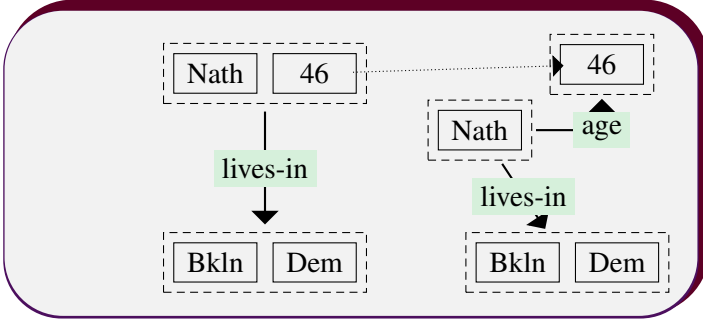 Nath 46
lives-in
Bkln Dem
46
Nath
age
lives-in
Bkln Dem